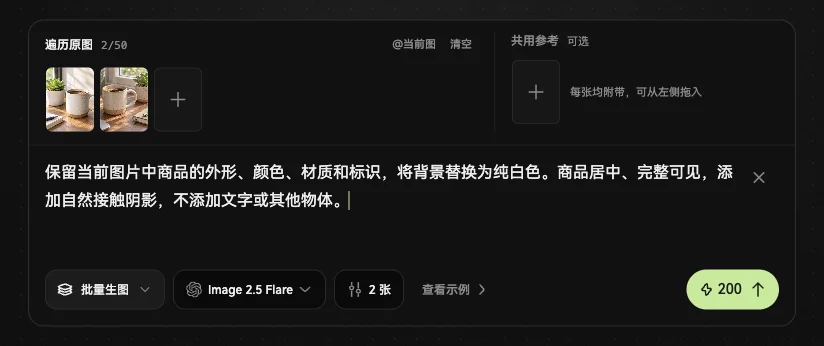 遍历原图 2/50
@当前图 清空
共用参考 可选
每张均附带，可从左侧拖入
保留当前图片中商品的外形、颜色、材质和标识，将背景替换为纯白色。商品居中、完整可见，添
加自然接触阴影，不添加文字或其他物体。
批量生图
Image 2.5 Flare
2 张
查看示例
200